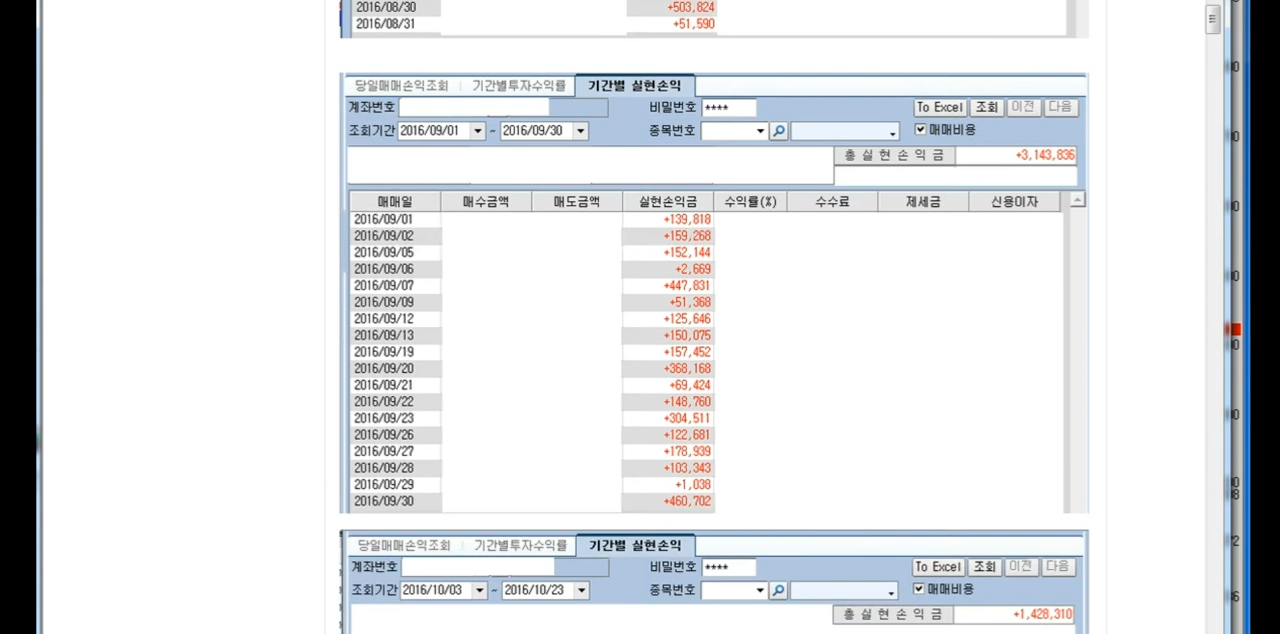 2016/08/30 +503,824
2016/08/31 +51,590
당일매매손익조회 기간별투자수익률 기간별 실현손익
계좌번호 비밀번호 **** To Excel 조회 이전 다음
조회기간 2016/09/01 ~ 2016/09/30 종목번호 매매비용
총 실 현 손 익 금 +3,143,836
매매일 매수금액 매도금액 실현손익금 수익률(%) 수수료 제세금 신용이자
2016/09/01 +139,818
2016/09/02 +159,268
2016/09/05 +152,144
2016/09/06 +2,669
2016/09/07 +447,831
2016/09/09 +51,368
2016/09/12 +125,646
2016/09/13 +150,075
2016/09/19 +157,452
2016/09/20 +368,168
2016/09/21 +69,424
2016/09/22 +148,760
2016/09/23 +304,511
2016/09/26 +122,681
2016/09/27 +178,939
2016/09/28 +103,343
2016/09/29 +1,038
2016/09/30 +460,702
당일매매손익조회 기간별투자수익률 기간별 실현손익
계좌번호 비밀번호 **** To Excel 조회 이전 다음
조회기간 2016/10/03 ~ 2016/10/23 종목번호 매매비용
총 실 현 손 익 금 +1,428,310